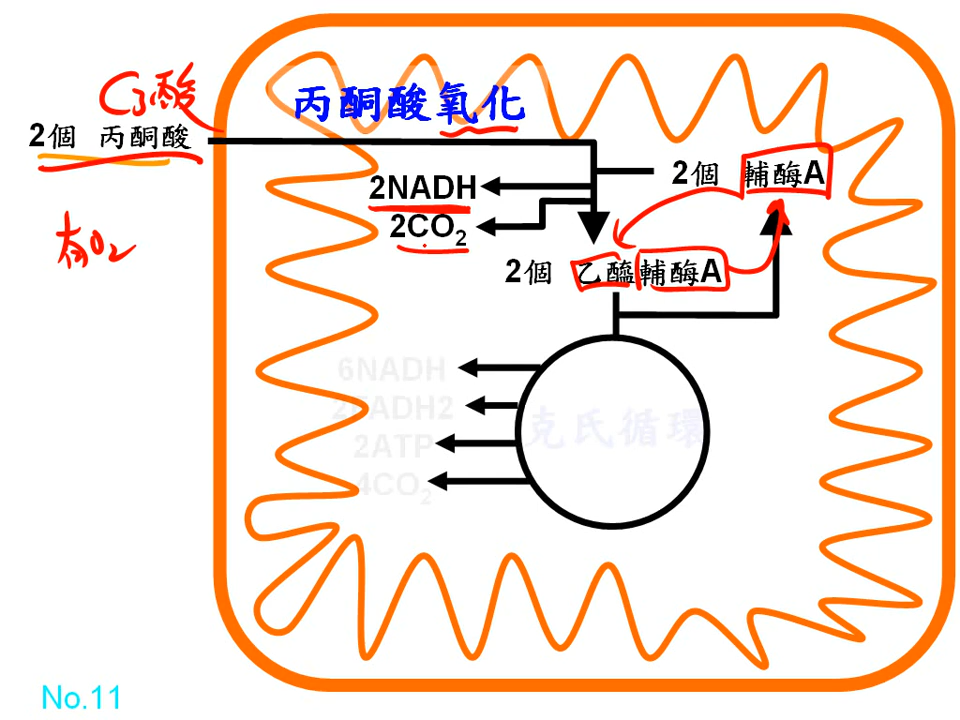 C3酸
丙酮酸氧化
2個 丙酮酸
2個 輔酶A
2NADH
有O2
2CO2
2個 乙醯輔酶A
6NADH
2FADH2
克氏循環
2ATP
4CO2
No.11